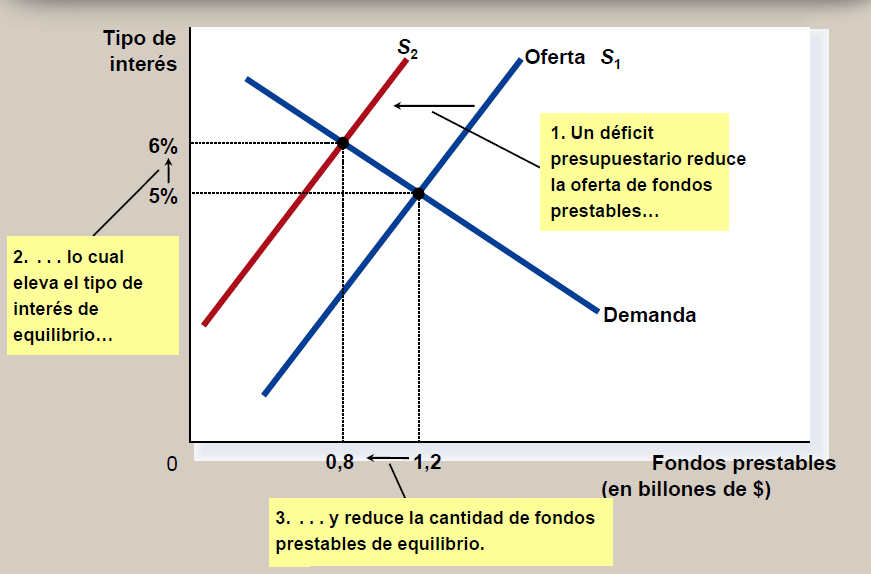 Tipo de
interés
S2
Oferta S1
1. Un déficit
presupuestario reduce
la oferta de fondos
prestables…
6%
5%
2. . . . lo cual
eleva el tipo de
interés de
equilibrio…
Demanda
0
0,8
1,2
Fondos prestables
(en billones de $)
3. . . . y reduce la cantidad de fondos
prestables de equilibrio.